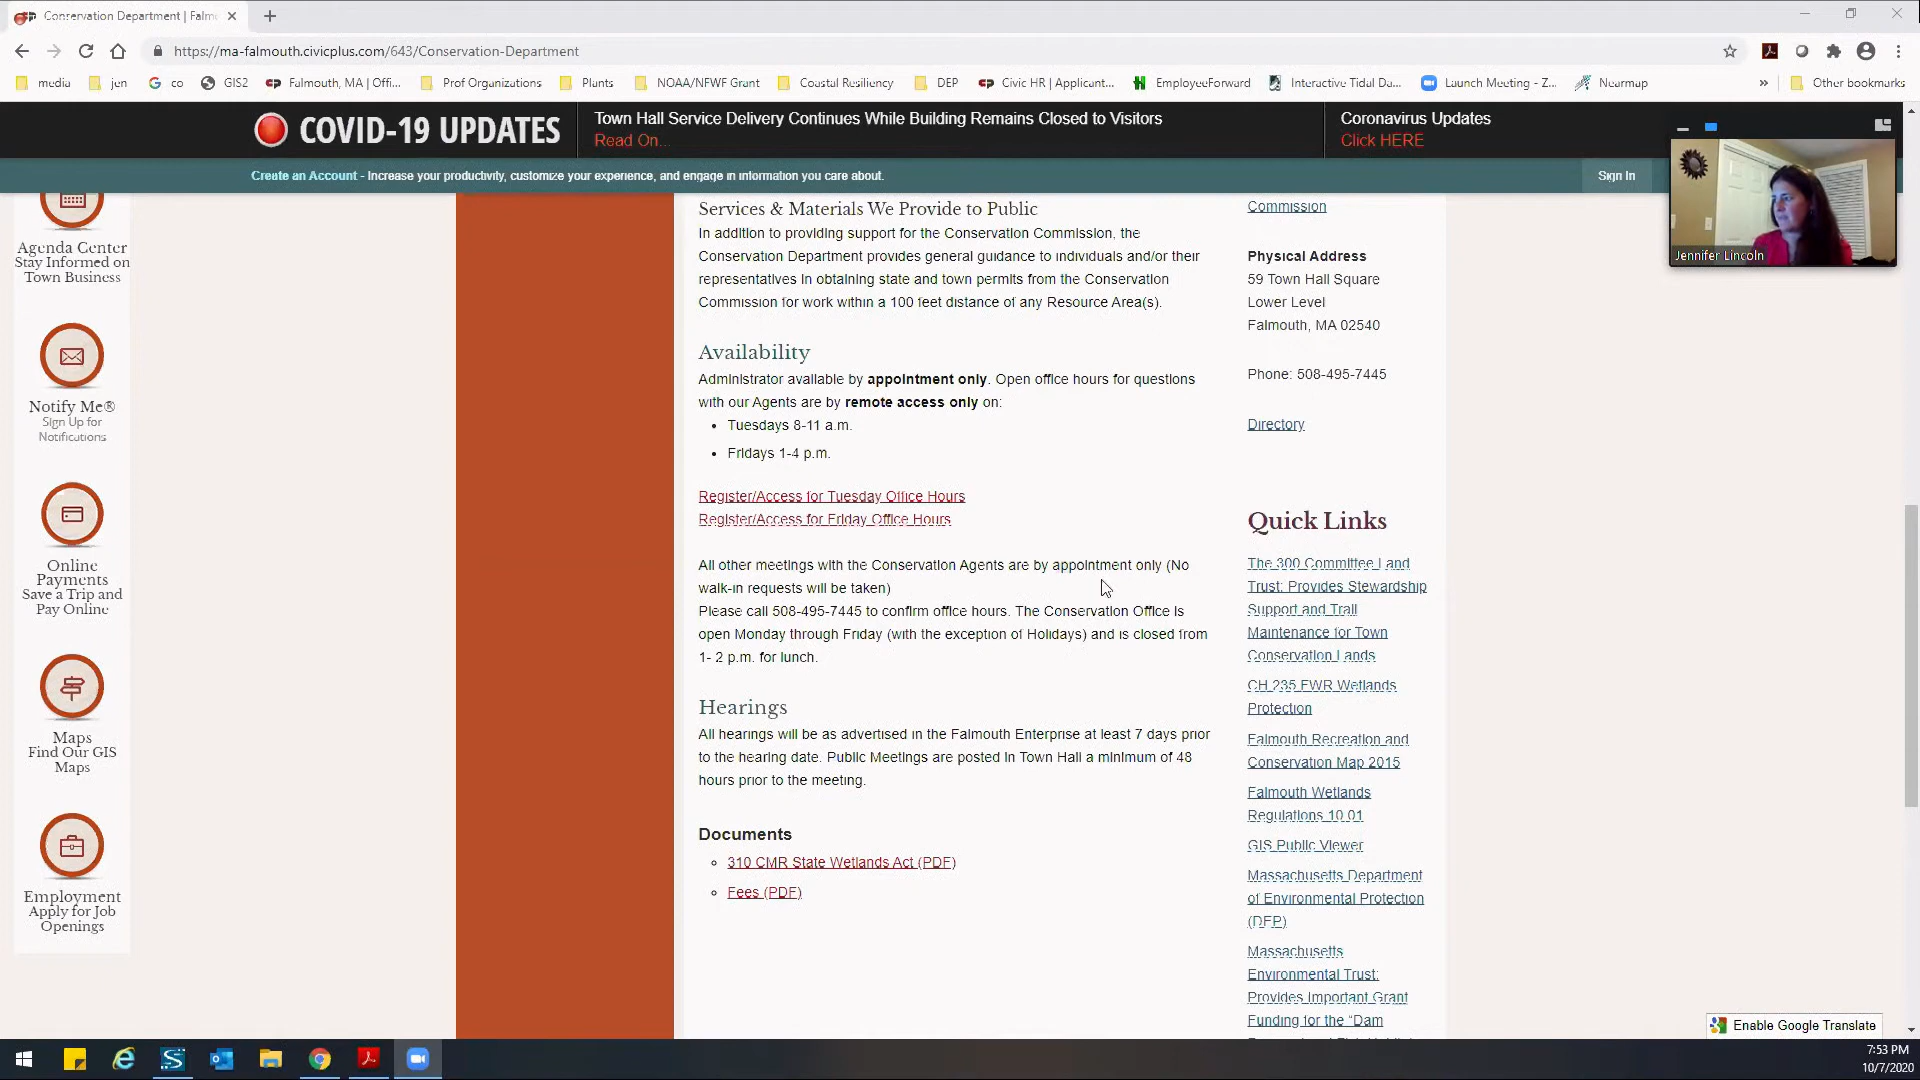 Conservation Department | Falm
https://ma-falmouth.civicplus.com/643/Conservation-Department
media jen co GIS2 Falmouth, MA | Offi... Prof Organizations Plants NOAA/NFWF Grant Coastal Resiliency DEP Civic HR | Applicant... EmployeeForward Interactive Tidal Da... Launch Meeting - Z... Nearmap » Other bookmarks
COVID-19 UPDATES
Town Hall Service Delivery Continues While Building Remains Closed to Visitors
Read On...
Coronavirus Updates
Click HERE
Create an Account - Increase your productivity, customize your experience, and engage in information you care about.
Sign In
Jennifer Lincoln
Agenda Center
Stay Informed on
Town Business
Notify Me®
Sign Up for
Notifications
Online
Payments
Save a Trip and
Pay Online
Maps
Find Our GIS
Maps
Employment
Apply for Job
Openings
Services & Materials We Provide to Public
In addition to providing support for the Conservation Commission, the
Conservation Department provides general guidance to individuals and/or their
representatives in obtaining state and town permits from the Conservation
Commission for work within a 100 feet distance of any Resource Area(s).
Availability
Administrator available by appointment only. Open office hours for questions
with our Agents are by remote access only on:
• Tuesdays 8-11 a.m.
• Fridays 1-4 p.m.
Register/Access for Tuesday Office Hours
Register/Access for Friday Office Hours
All other meetings with the Conservation Agents are by appointment only (No
walk-in requests will be taken)
Please call 508-495-7445 to confirm office hours. The Conservation Office is
open Monday through Friday (with the exception of Holidays) and is closed from
1- 2 p.m. for lunch.
Hearings
All hearings will be as advertised in the Falmouth Enterprise at least 7 days prior
to the hearing date. Public Meetings are posted in Town Hall a minimum of 48
hours prior to the meeting.
Documents
310 CMR State Wetlands Act (PDF)
Fees (PDF)
Commission
Physical Address
59 Town Hall Square
Lower Level
Falmouth, MA 02540
Phone: 508-495-7445
Directory
Quick Links
The 300 Committee Land
Trust: Provides Stewardship
Support and Trail
Maintenance for Town
Conservation Lands
CH 235 FWR Wetlands
Protection
Falmouth Recreation and
Conservation Map 2015
Falmouth Wetlands
Regulations 10.01
GIS Public Viewer
Massachusetts Department
of Environmental Protection
(DEP)
Massachusetts
Environmental Trust:
Provides Important Grant
Funding for the “Dam
Enable Google Translate
7:53 PM
10/7/2020